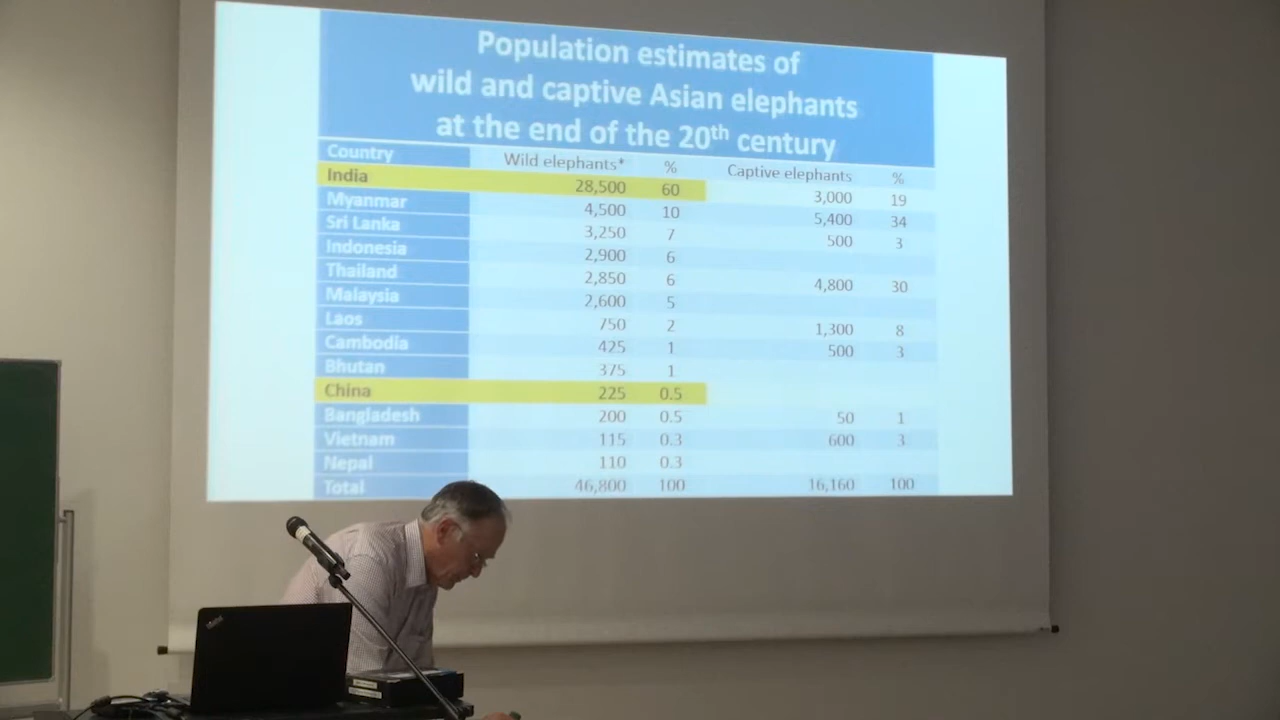 Population estimates of
wild and captive Asian elephants
at the end of the 20th century
Country Wild elephants* % Captive elephants %
India 28,500 60 3,000 19
Myanmar 4,500 10 5,400 34
Sri Lanka 3,250 7 500 3
Indonesia 2,900 6
Thailand 2,850 6 4,800 30
Malaysia 2,600 5
Laos 750 2 1,300 8
Cambodia 425 1 500 3
Bhutan 375 1
China 225 0.5
Bangladesh 200 0.5 50 1
Vietnam 115 0.3 600 3
Nepal 110 0.3
Total 46,800 100 16,160 100